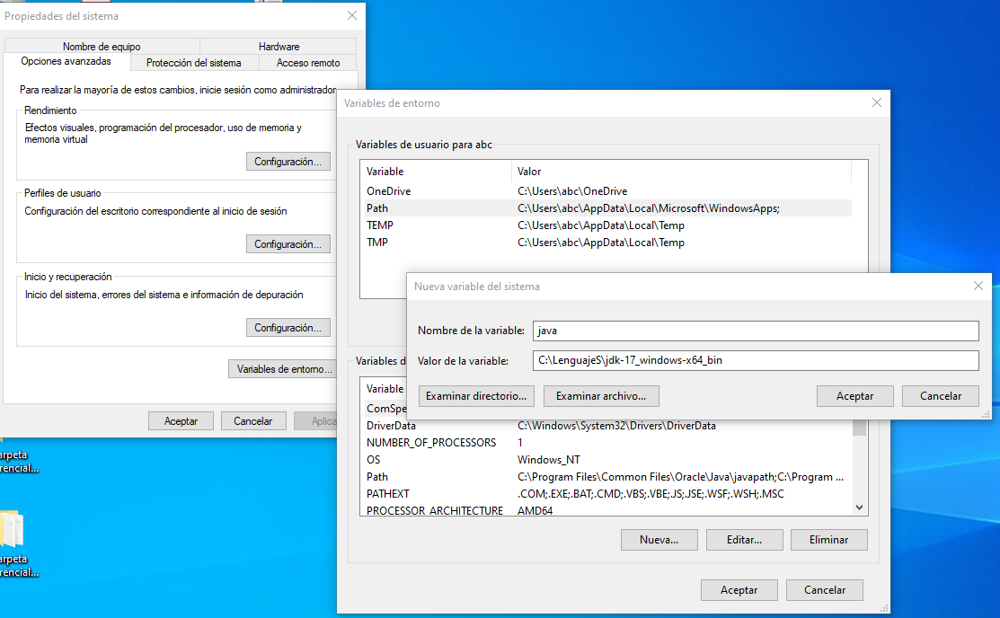 Propiedades del sistema
Nombre de equipo
Hardware
Opciones avanzadas
Protección del sistema
Acceso remoto
Para realizar la mayoría de estos cambios, inicie sesión como administrador
Rendimiento
Efectos visuales, programación del procesador, uso de memoria y
memoria virtual
Configuración...
Perfiles de usuario
Configuración del escritorio correspondiente al inicio de sesión
Configuración...
Inicio y recuperación
Inicio del sistema, errores del sistema e información de depuración
Configuración...
Variables de entorno...
Aceptar
Cancelar
Aplica
arpeta
rencial...
arpeta
rencial...
Variables de entorno
Variables de usuario para abc
Variable Valor
OneDrive C:\Users\abc\OneDrive
Path C:\Users\abc\AppData\Local\Microsoft\WindowsApps;
TEMP C:\Users\abc\AppData\Local\Temp
TMP C:\Users\abc\AppData\Local\Temp
Nueva variable del sistema
Nombre de la variable: java
Valor de la variable: C:\LenguajeS\jdk-17_windows-x64_bin
Examinar directorio...
Examinar archivo...
Aceptar
Cancelar
Variables d
Variable
ComSpe
DriverData C:\Windows\System32\Drivers\DriverData
NUMBER_OF_PROCESSORS 1
OS Windows_NT
Path C:\Program Files\Common Files\Oracle\Java\javapath;C:\Program ...
PATHEXT .COM;.EXE;.BAT;.CMD;.VBS;.VBE;.JS;.JSE;.WSF;.WSH;.MSC
PROCESSOR_ARCHITECTURE AMD64
Nueva...
Editar...
Eliminar
Aceptar
Cancelar